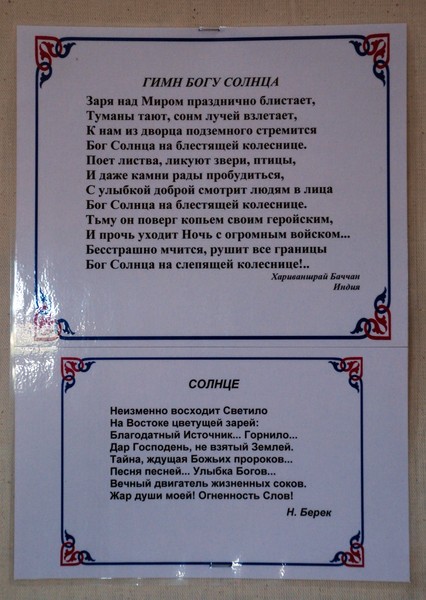 ГИМН БОГУ СОЛНЦА
Заря над Миром празднично блистает,
Туманы тают, сонм лучей взлетает,
К нам из дворца подземного стремится
Бог Солнца на блестящей колеснице.
Поет листва, ликуют звери, птицы,
И даже камни рады пробудиться,
С улыбкой доброй смотрит людям в лица
Бог Солнца на блестящей колеснице.
Тьму он поверг копьем своим геройским,
И прочь уходит Ночь с огромным войском...
Бесстрашно мчится, рушит все границы
Бог Солнца на слепящей колеснице!..
Хариваншрай Баччан
Индия
СОЛНЦЕ
Неизменно восходит Светило
На Востоке цветущей зарей:
Благодатный Источник... Горнило...
Дар Господень, не взятый Землей.
Тайна, ждущая Божьих пророков...
Песня песней... Улыбка Богов...
Вечный двигатель жизненных соков.
Жар души моей! Огненность Слов!
Н. Берек